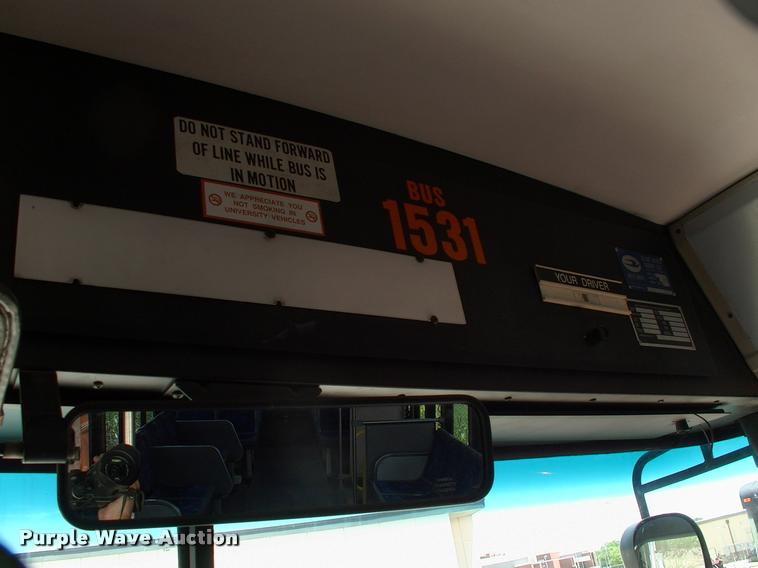 DO NOT STAND FORWARD
OF LINE WHILE BUS IS
IN MOTION
WE APPRECIATE YOU
NOT SMOKING IN
UNIVERSITY VEHICLES
BUS
1531
YOUR DRIVER
Purple Wave Auction